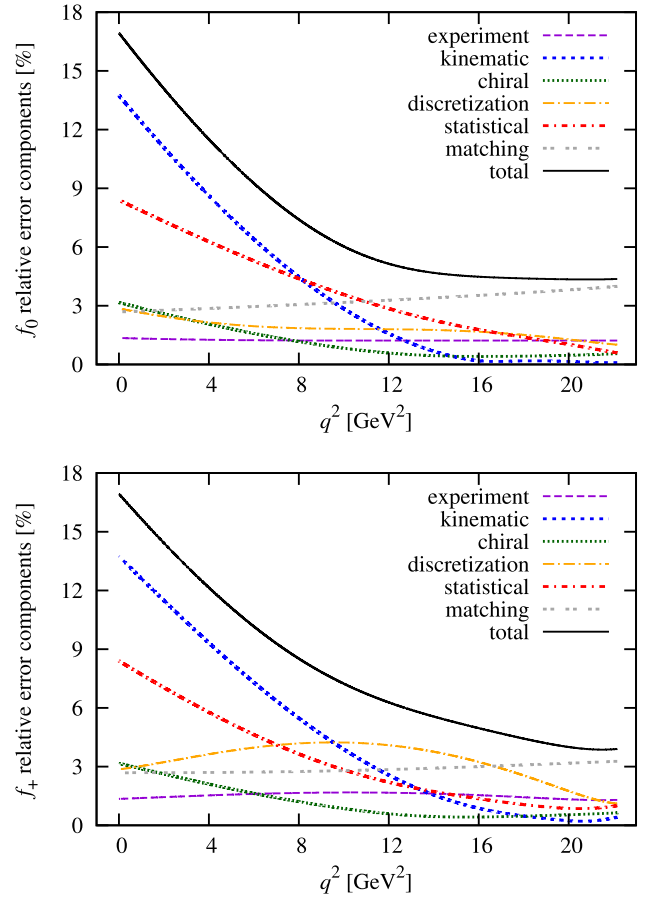 f0 relative error components [%]
18
15
12
9
6
3
0
experiment
kinematic
chiral
discretization
statistical
matching
total
0 4 8 12 16 20
q2 [GeV2]
f+ relative error components [%]
18
15
12
9
6
3
0
experiment
kinematic
chiral
discretization
statistical
matching
total
0 4 8 12 16 20
q2 [GeV2]